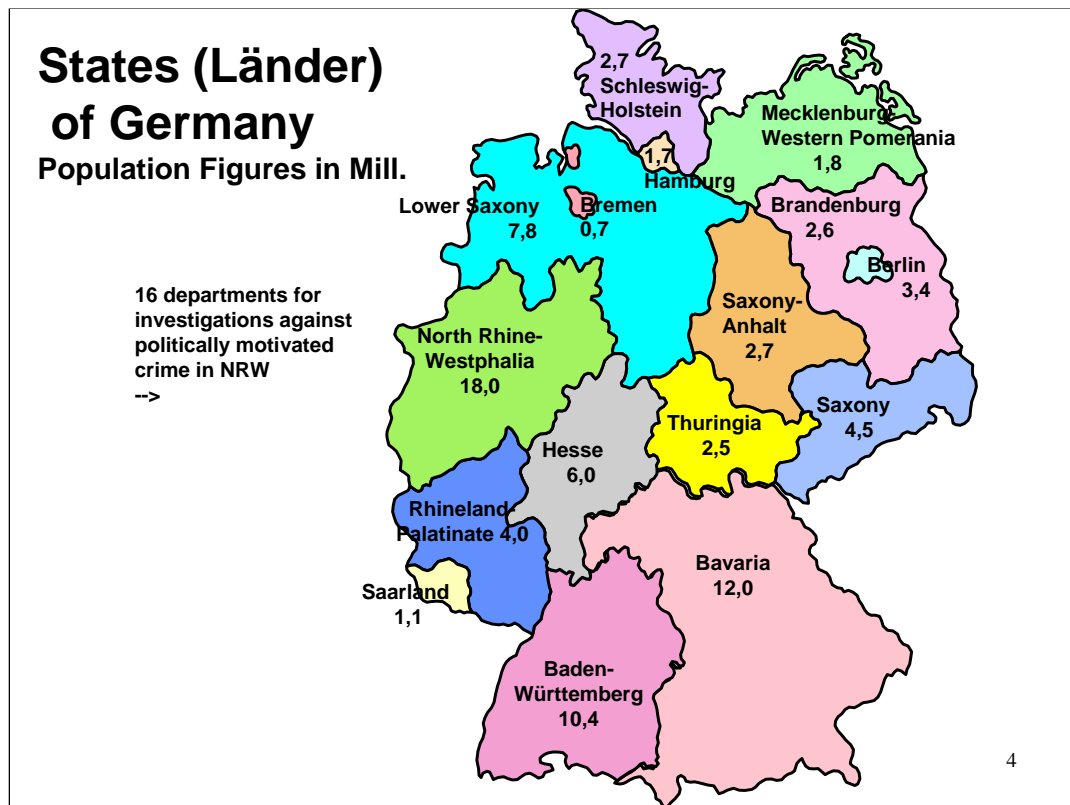 States (Länder)
of Germany
Population Figures in Mill.
16 departments for
investigations against
politically motivated
crime in NRW
-->
2,7
Schleswig-
Holstein
Mecklenburg-
Western Pomerania
1,8
1,7
Hamburg
Lower Saxony
7,8
Bremen
0,7
Brandenburg
2,6
Berlin
3,4
Saxony-
Anhalt
2,7
North Rhine-
Westphalia
18,0
Saxony
4,5
Thuringia
2,5
Hesse
6,0
Rhineland-
Palatinate 4,0
Saarland
1,1
Bavaria
12,0
Baden-
Württemberg
10,4
4